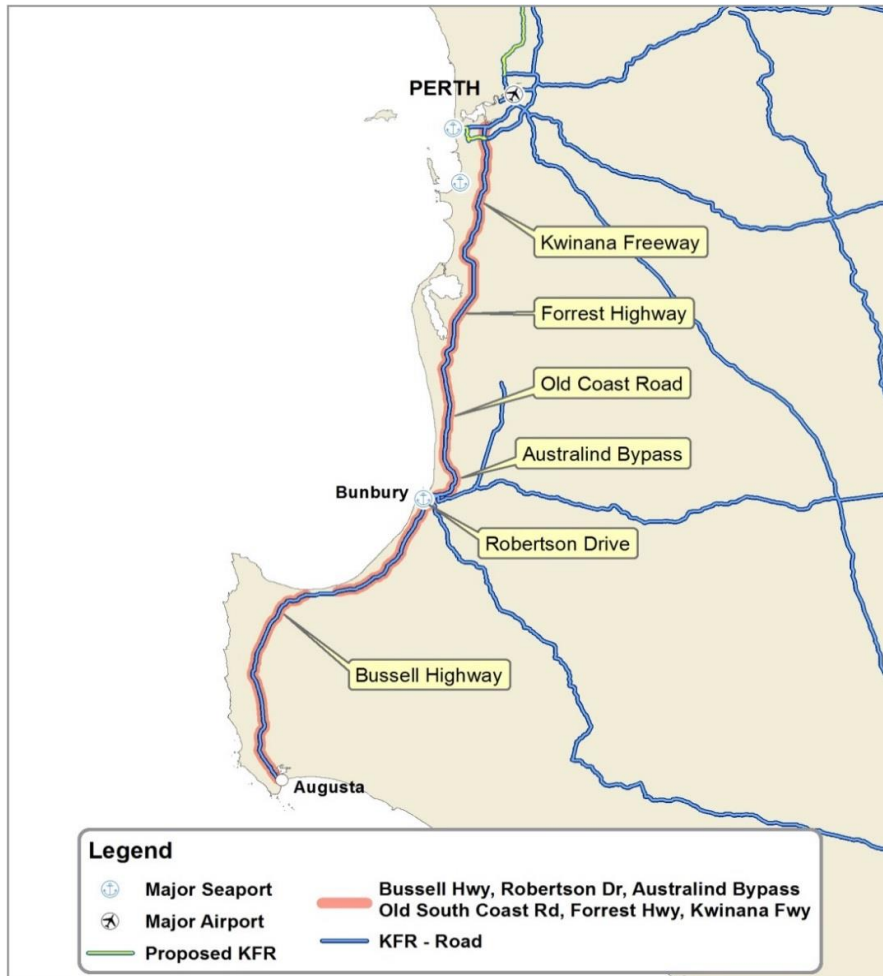 PERTH
Kwinana Freeway
Forrest Highway
Old Coast Road
Australind Bypass
Bunbury
Robertson Drive
Bussell Highway
Augusta
Legend
Major Seaport
Major Airport
Proposed KFR
Bussell Hwy, Robertson Dr, Australind Bypass
Old South Coast Rd, Forrest Hwy, Kwinana Fwy
KFR - Road